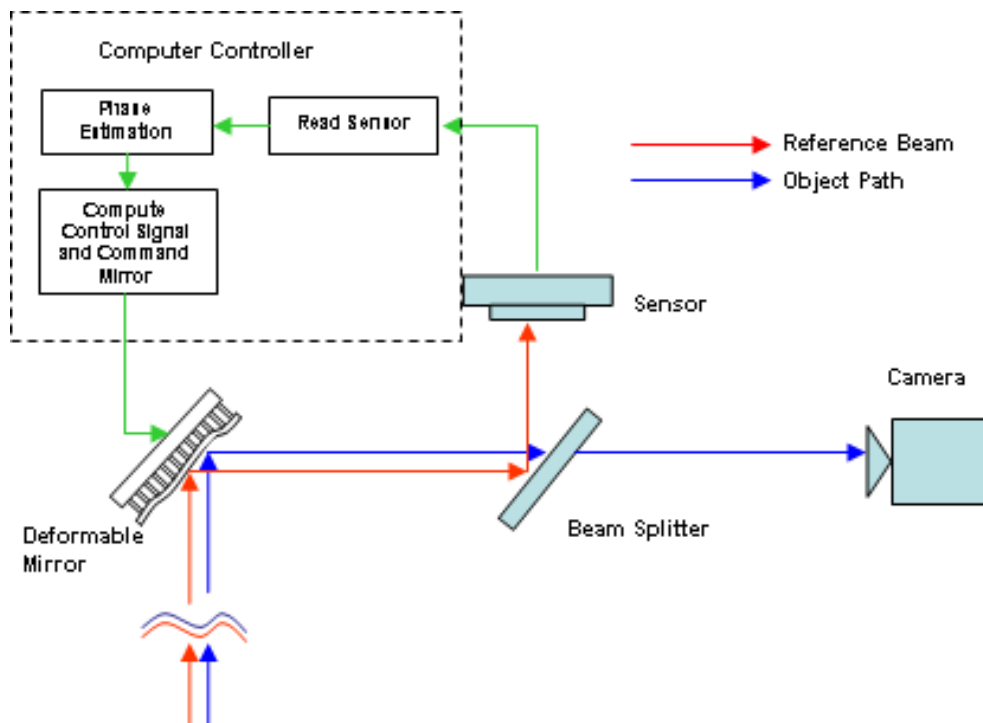 Computer Controller
Phase
Estimation
Read Sensor
Compute
Control Signal
and Command
Mirror
Reference Beam
Object Path
Sensor
Camera
Deformable
Mirror
Beam Splitter